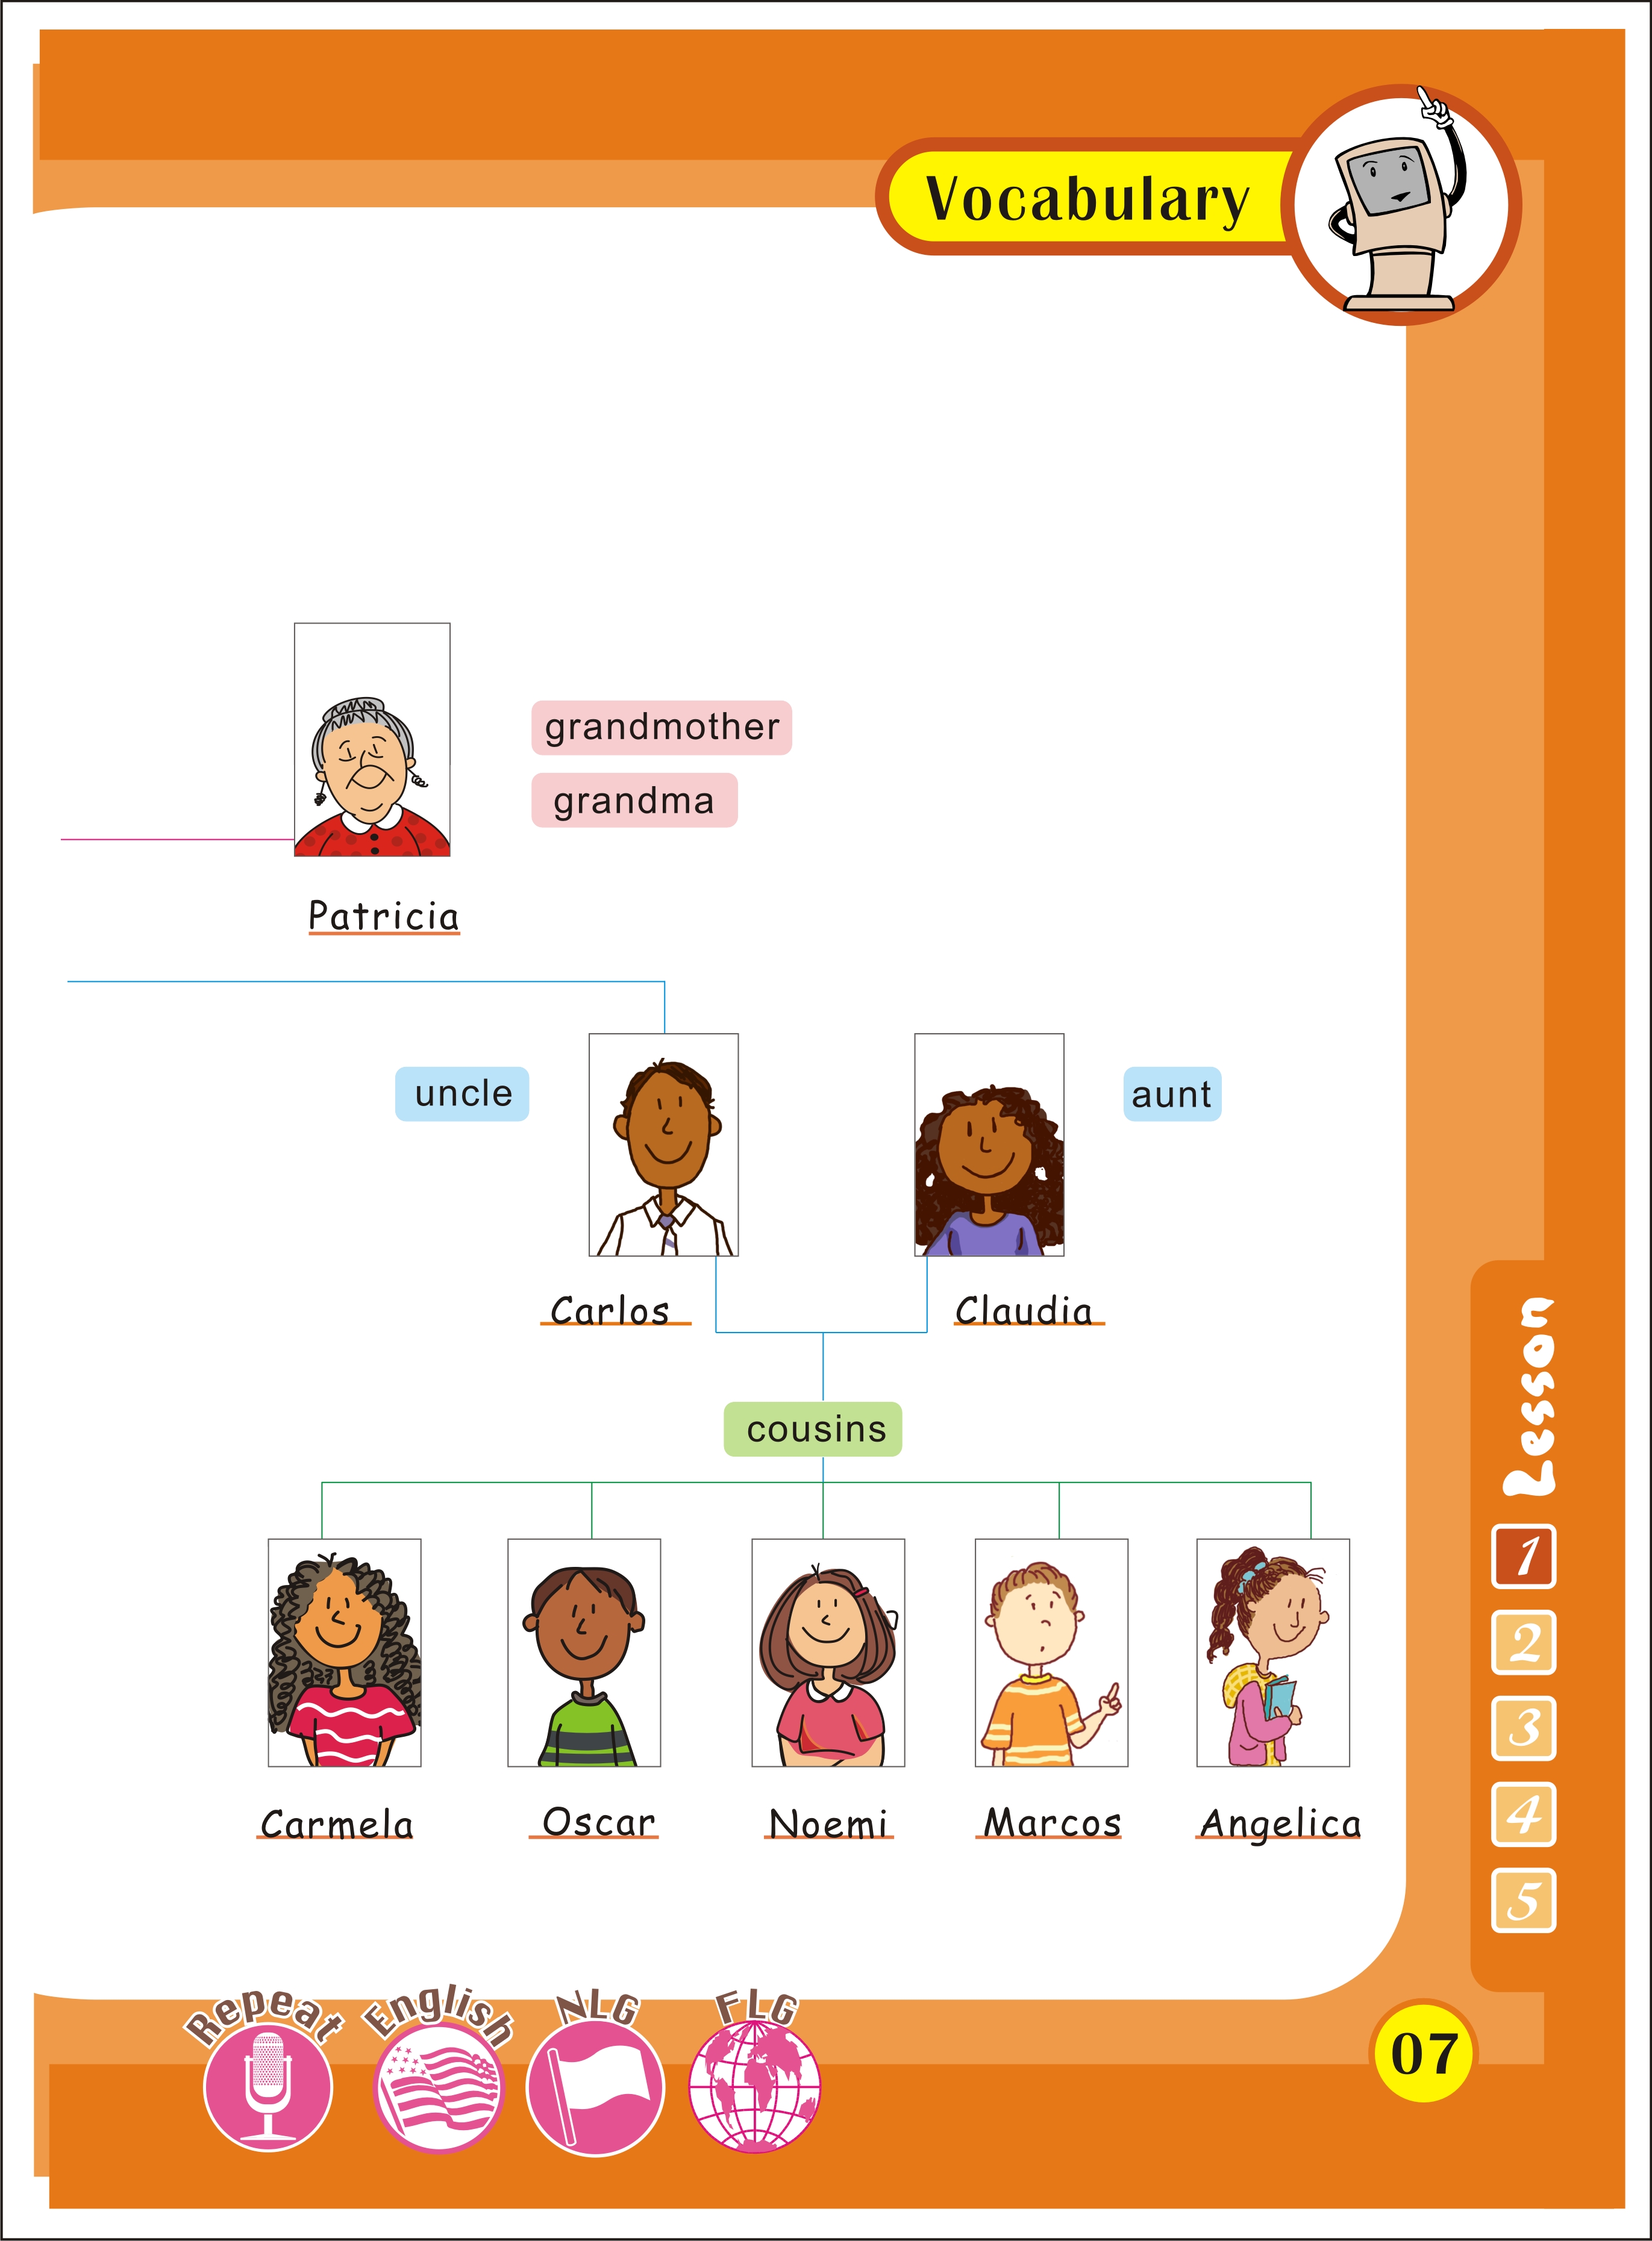 Vocabulary
grandmother
grandma
Patricia
uncle
aunt
Carlos
Claudia
cousins
Carmela
Oscar
Noemi
Marcos
Angelica
Lesson
1
2
3
4
5
Repeat
English
NLG
FLG
07